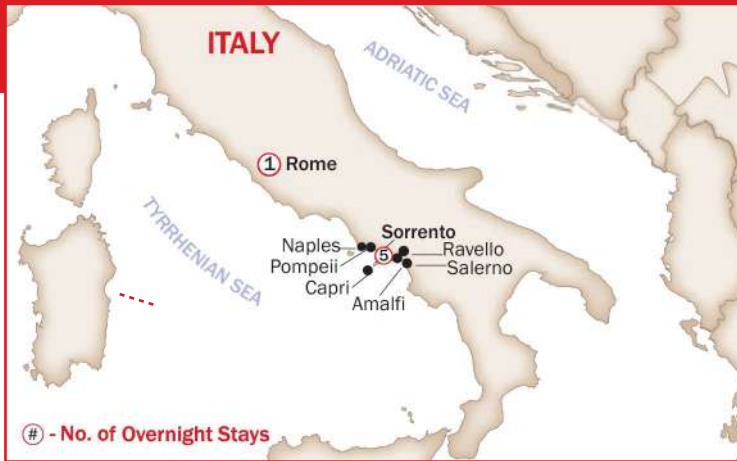 ITALY
ADRIATIC SEA
1 Rome
TYRRHENIAN SEA
Sorrento
Naples
5
Ravello
Pompeii
Salerno
Capri
Amalfi
# - No. of Overnight Stays